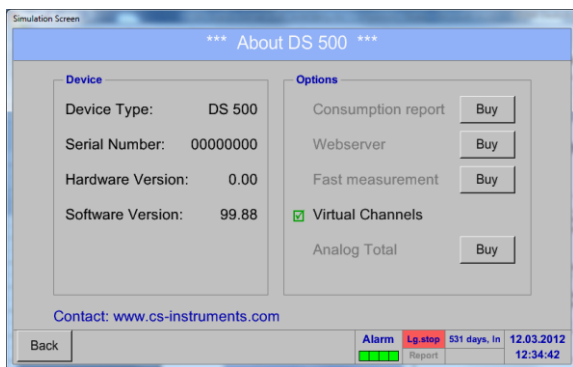 Simulation Screen
*** About DS 500 ***
Device
Device Type: DS 500
Serial Number: 00000000
Hardware Version: 0.00
Software Version: 99.88
Options
Consumption report Buy
Webserver Buy
Fast measurement Buy
Virtual Channels
Analog Total Buy
Contact: www.cs-instruments.com
Back
Alarm Lg.stop 531 days, In 12.03.2012
Report 12:34:42